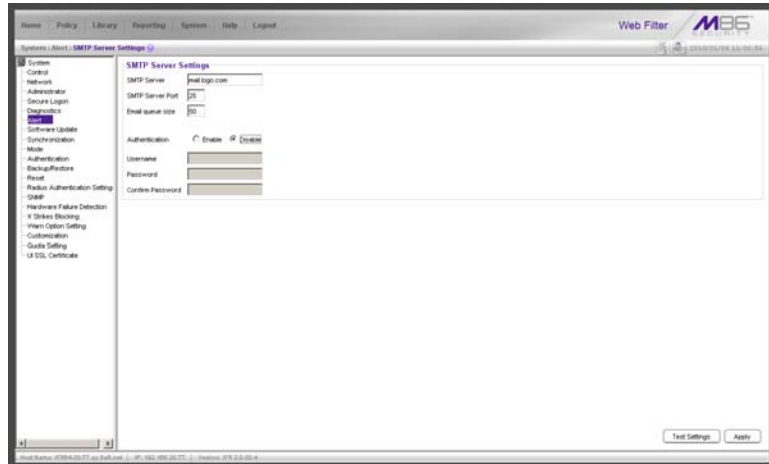 Home Policy Library Reporting System Help Logout
Web Filter
M86
SECURITY
System : Alert : SMTP Server Settings
System
Control
Network
Administrator
Secure Logon
Diagnostics
Alert
Software Update
Synchronization
Mode
Authentication
Backup/Restore
Reset
Radius Authentication Setting
SNMP
Hardware Failure Detection
X Strikes Blocking
Warn Option Setting
Customization
Quota Setting
UI SSL Certificate
SMTP Server Settings
SMTP Server mail.logo.com
SMTP Server Port 25
Email queue size 50
Authentication Enable Disable
Username
Password
Confirm Password
Test Settings Apply
Host Name: IP: Version: